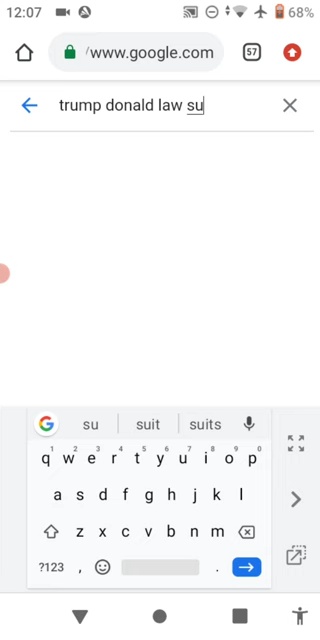 12:07 68%
/www.google.com 57
trump donald law su
G su suit suits
1 2 3 4 5 6 7 8 9 0
q w e r t y u i o p
a s d f g h j k l
z x c v b n m
?123 , .